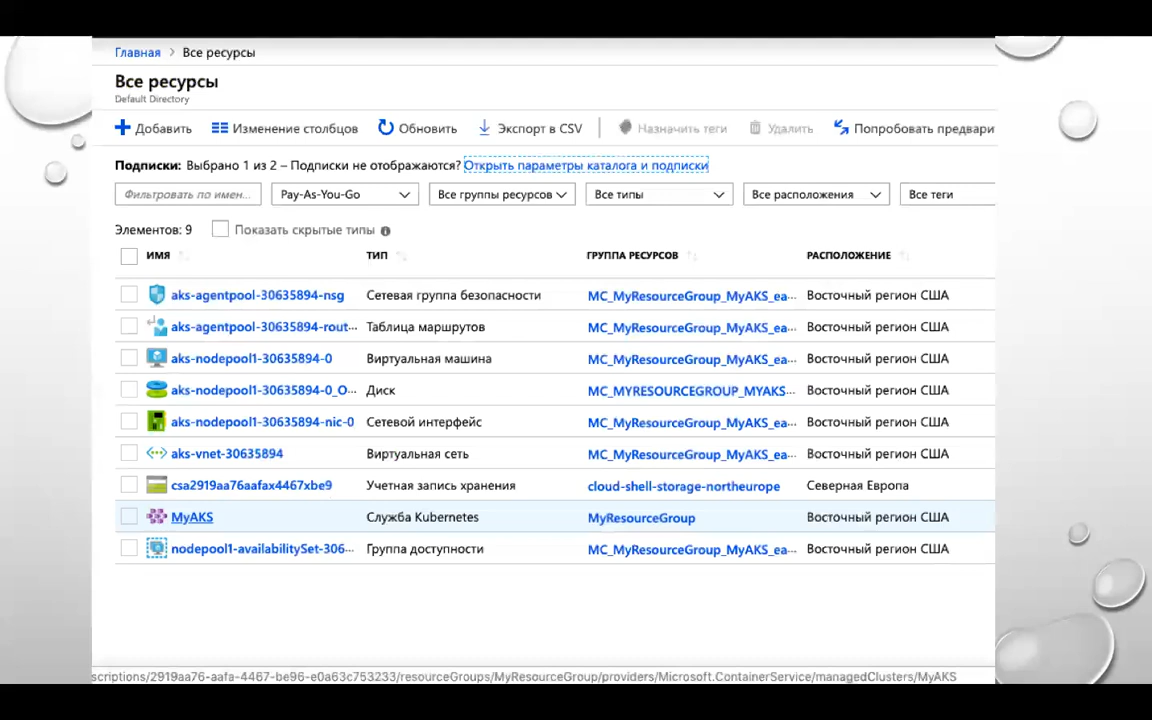 Главная > Все ресурсы
Все ресурсы
Default Directory
Добавить Изменение столбцов Обновить Экспорт в CSV Назначить теги Удалить Попробовать предвари
Подписки: Выбрано 1 из 2 – Подписки не отображаются? Открыть параметры каталога и подписки
Фильтровать по имен... Pay-As-You-Go Все группы ресурсов Все типы Все расположения Все теги
Элементов: 9 Показать скрытые типы
ИМЯ ТИП ГРУППА РЕСУРСОВ РАСПОЛОЖЕНИЕ
aks-agentpool-30635894-nsg Сетевая группа безопасности MC_MyResourceGroup_MyAKS_ea... Восточный регион США
aks-agentpool-30635894-rout... Таблица маршрутов MC_MyResourceGroup_MyAKS_ea... Восточный регион США
aks-nodepool1-30635894-0 Виртуальная машина MC_MyResourceGroup_MyAKS_ea... Восточный регион США
aks-nodepool1-30635894-0_O... Диск MC_MYRESOURCEGROUP_MYAKS... Восточный регион США
aks-nodepool1-30635894-nic-0 Сетевой интерфейс MC_MyResourceGroup_MyAKS_ea... Восточный регион США
aks-vnet-30635894 Виртуальная сеть MC_MyResourceGroup_MyAKS_ea... Восточный регион США
csa2919aa76aafax4467xbe9 Учетная запись хранения cloud-shell-storage-northeurope Северная Европа
MyAKS Служба Kubernetes MyResourceGroup Восточный регион США
nodepool1-availabilitySet-306... Группа доступности MC_MyResourceGroup_MyAKS_ea... Восточный регион США
scriptions/2919aa76-aafa-4467-be96-e0a63c753233/resourceGroups/MyResourceGroup/providers/Microsoft.ContainerService/managedClusters/MyAKS